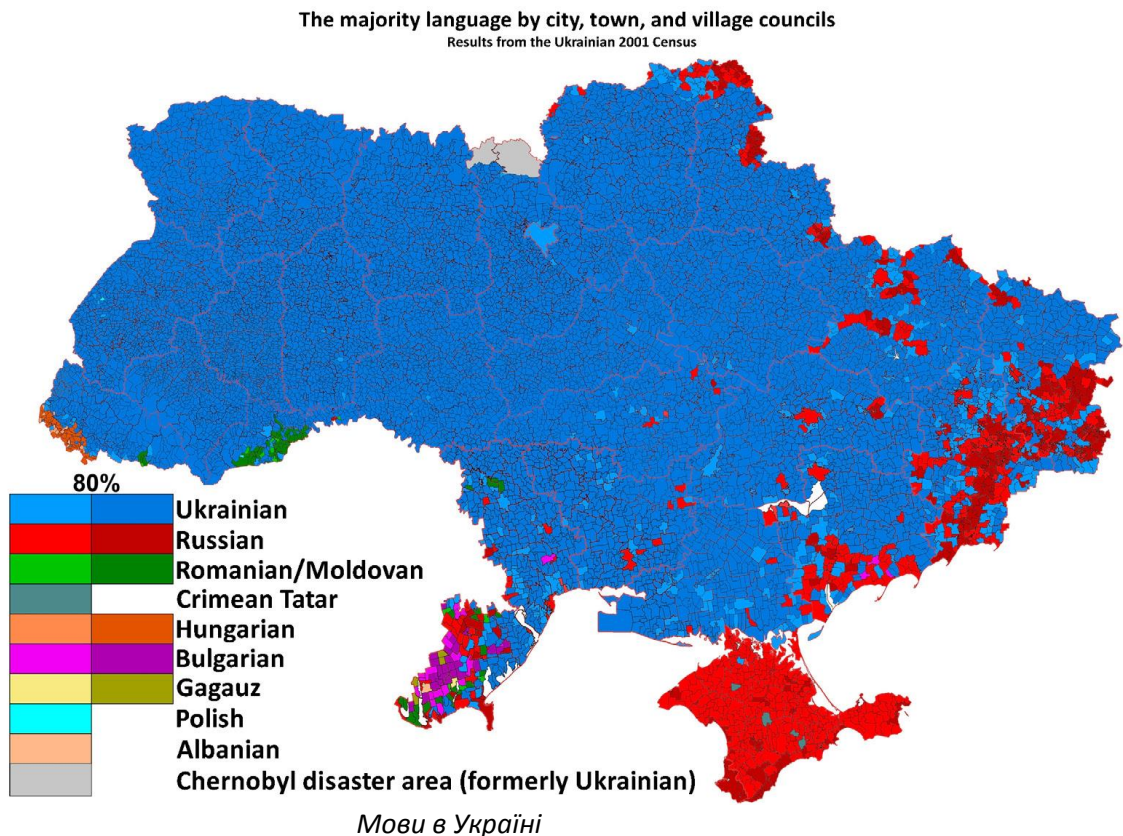 The majority language by city, town, and village councils
Results from the Ukrainian 2001 Census
80%
Ukrainian
Russian
Romanian/Moldovan
Crimean Tatar
Hungarian
Bulgarian
Gagauz
Polish
Albanian
Chernobyl disaster area (formerly Ukrainian)
Мови в Україні